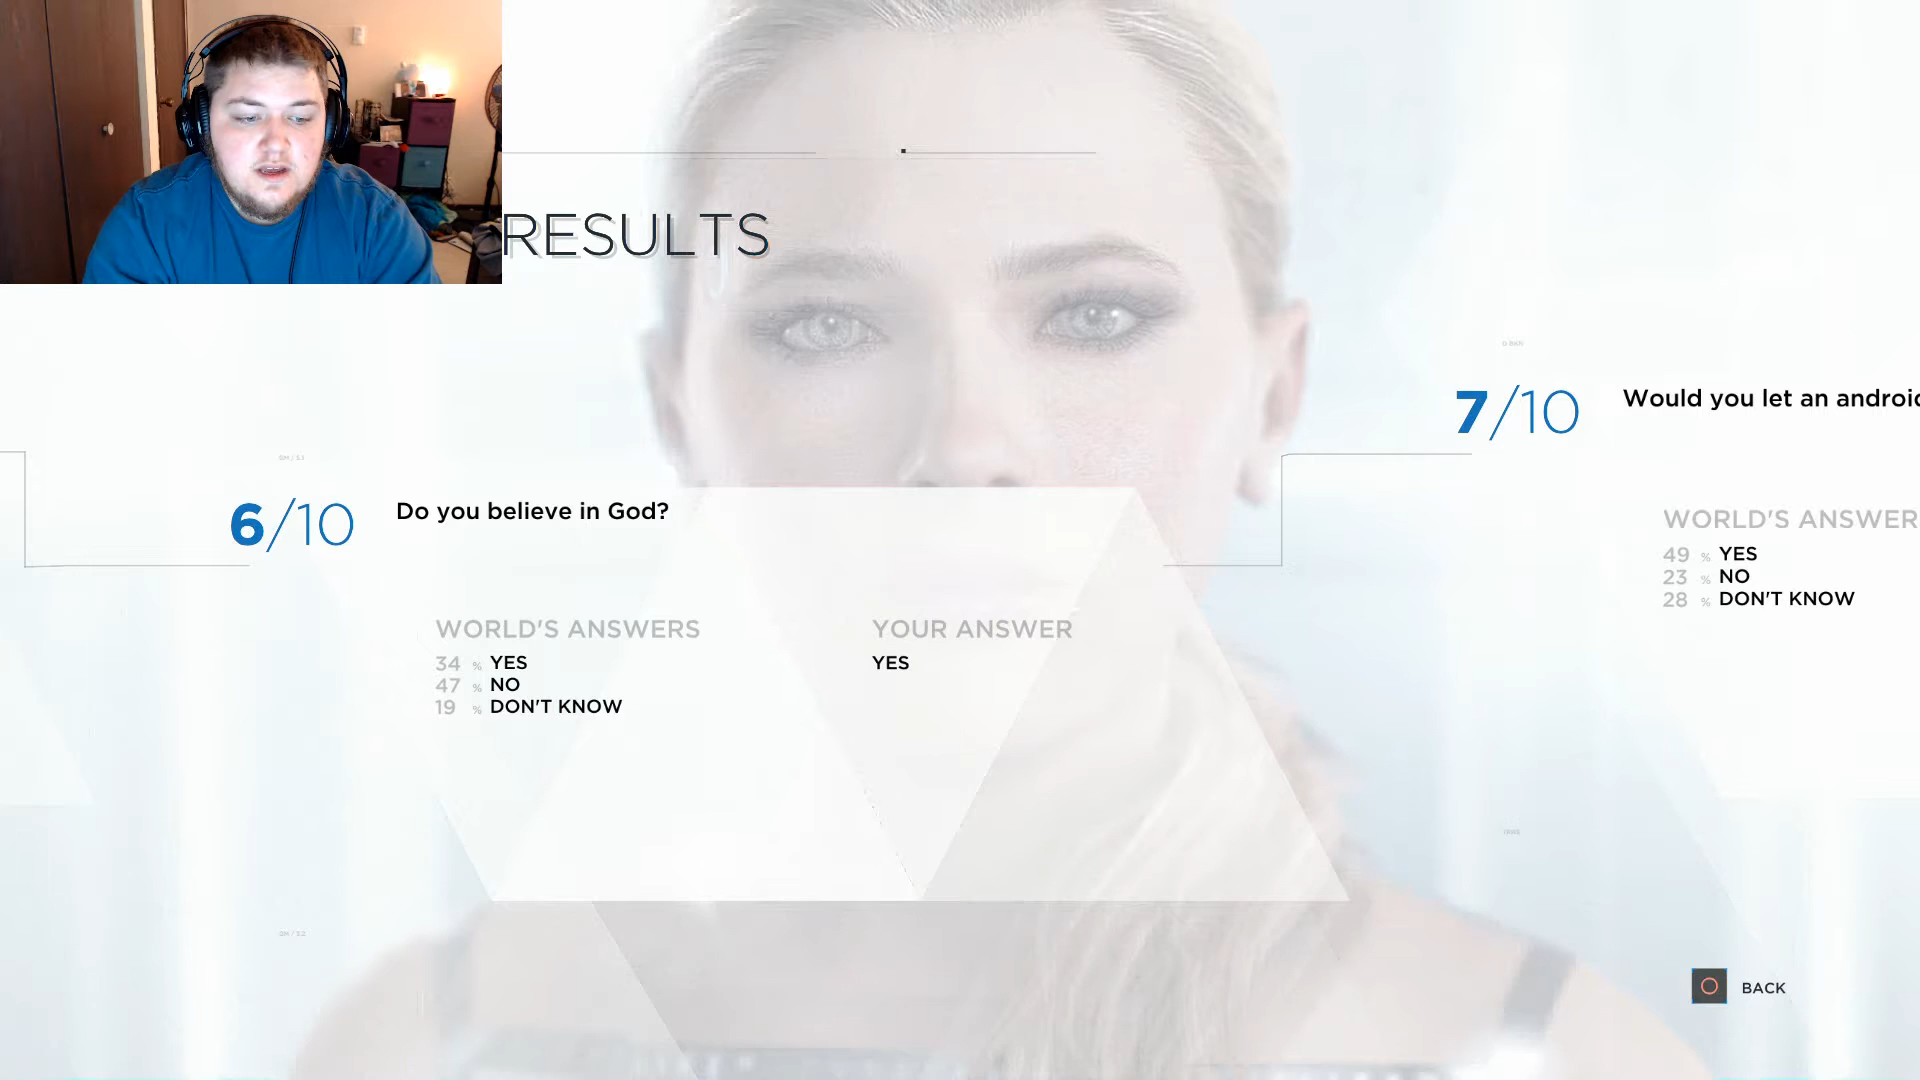 RESULTS
6/10
Do you believe in God?
WORLD'S ANSWERS
34 % YES
47 % NO
19 % DON'T KNOW
YOUR ANSWER
YES
7/10
Would you let an android
WORLD'S ANSWER
49 % YES
23 % NO
28 % DON'T KNOW
BACK